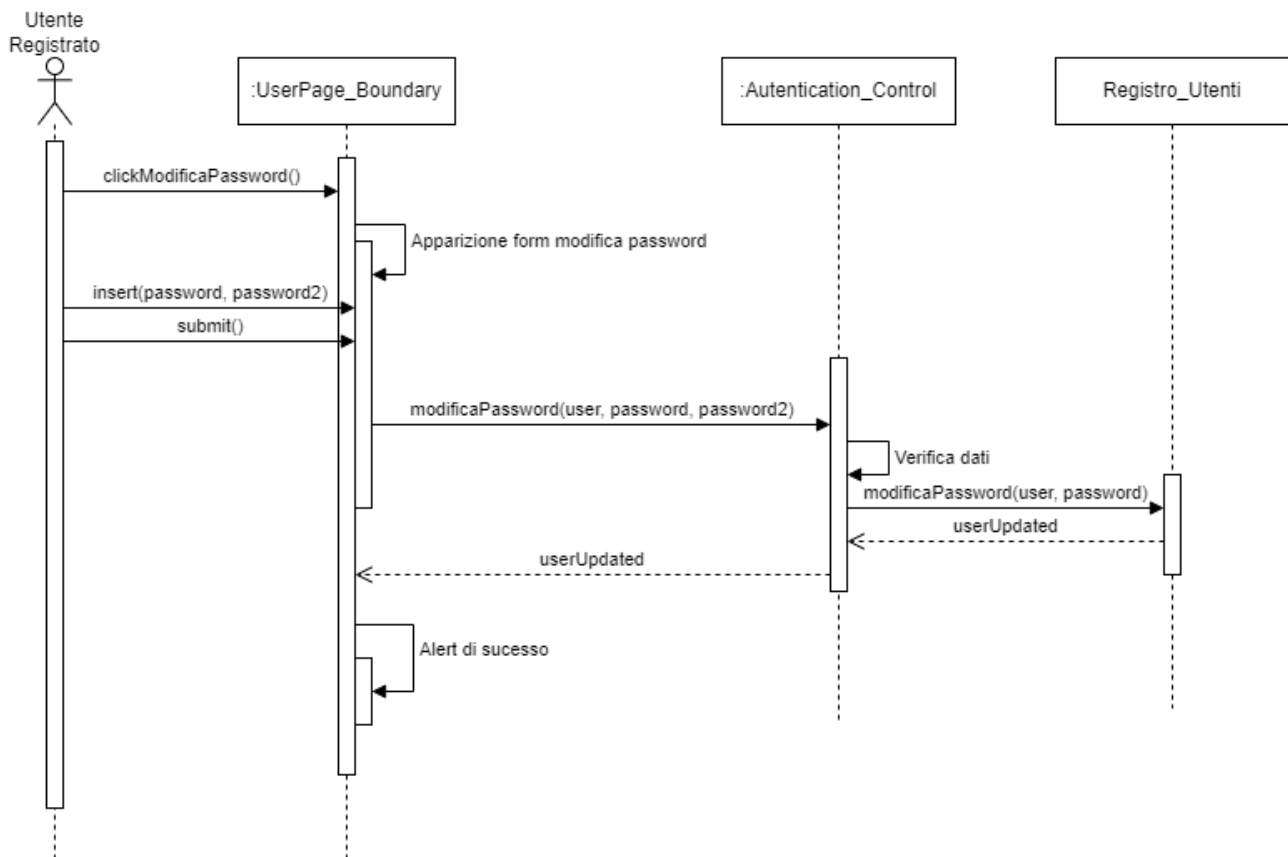 Utente
Registrato
:UserPage_Boundary
:Autentication_Control
Registro_Utenti
clickModificaPassword()
Apparizione form modifica password
insert(password, password2)
submit()
modificaPassword(user, password, password2)
Verifica dati
modificaPassword(user, password)
userUpdated
userUpdated
Alert di sucesso